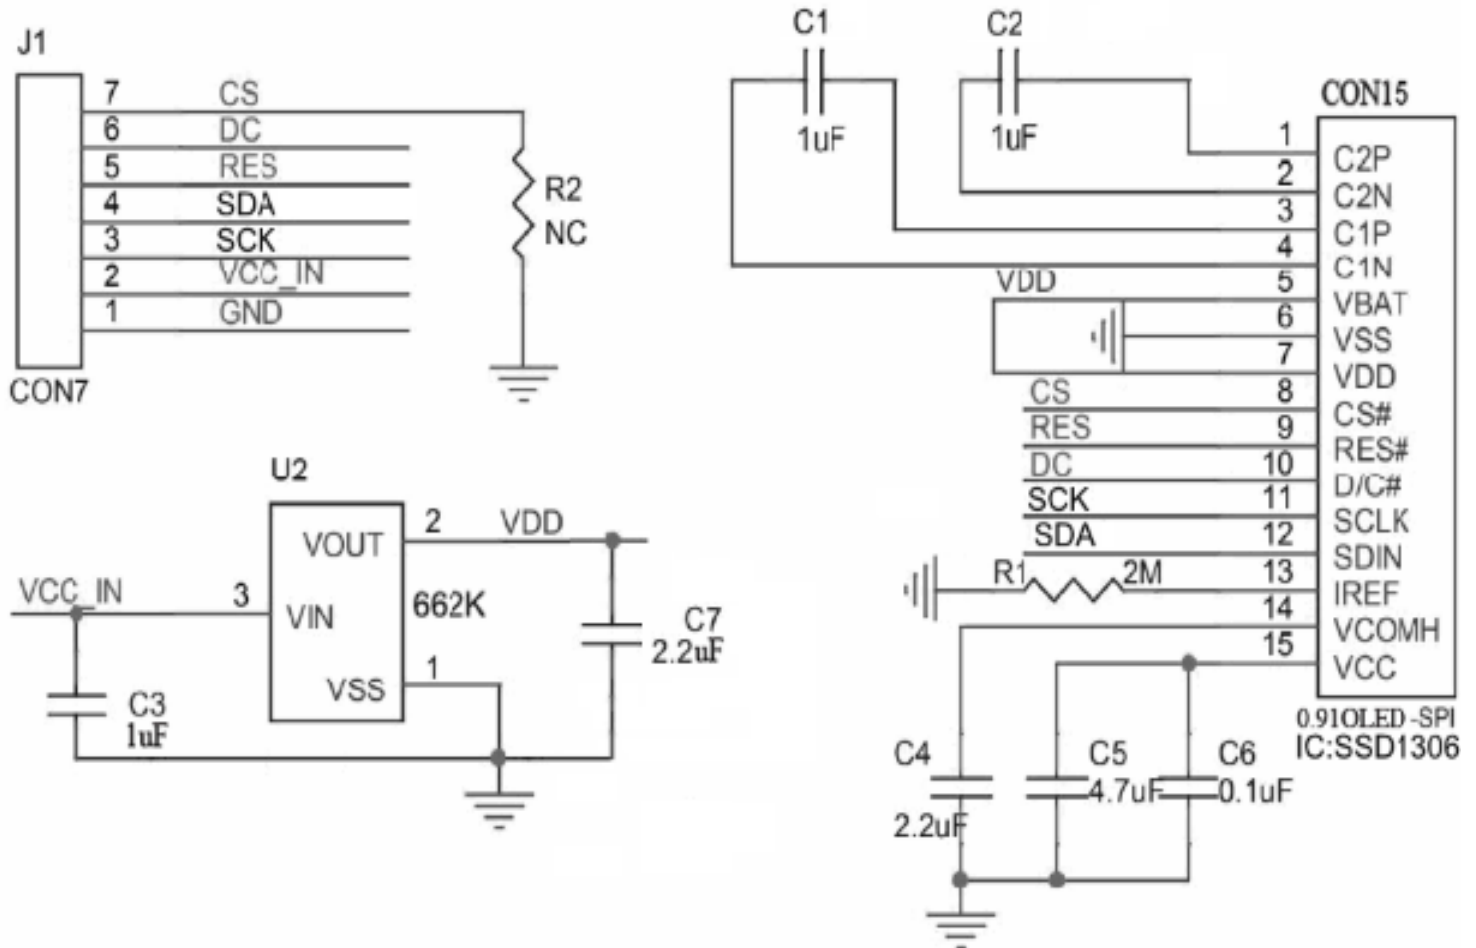 J1
7 CS
6 DC
5 RES
4 SDA
3 SCK
2 VCC_IN
1 GND
CON7
R2
NC
C1
1uF
C2
1uF
CON15
1 C2P
2 C2N
3 C1P
4 C1N
VDD 5 VBAT
6 VSS
7 VDD
CS 8 CS#
RES 9 RES#
DC 10 D/C#
SCK 11 SCLK
SDA 12 SDIN
R1 2M 13 IREF
14 VCOMH
15 VCC
0.91OLED-SPI
IC:SSD1306
U2
VOUT 2 VDD
VCC_IN 3 VIN
662K
VSS 1
C3
1uF
C7
2.2uF
C4
2.2uF
C5
4.7uF
C6
0.1uF